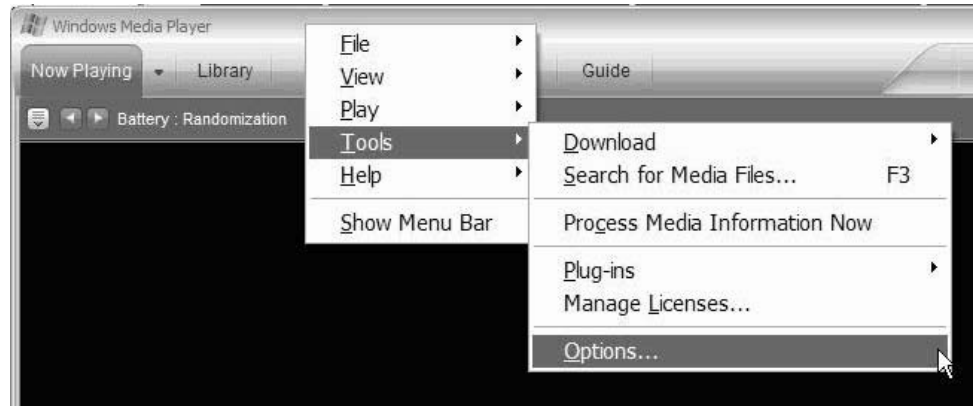 Windows Media Player
Now Playing Library Guide
Battery : Randomization
File
View
Play
Tools
Help
Show Menu Bar
Download
Search for Media Files... F3
Process Media Information Now
Plug-ins
Manage Licenses...
Options...